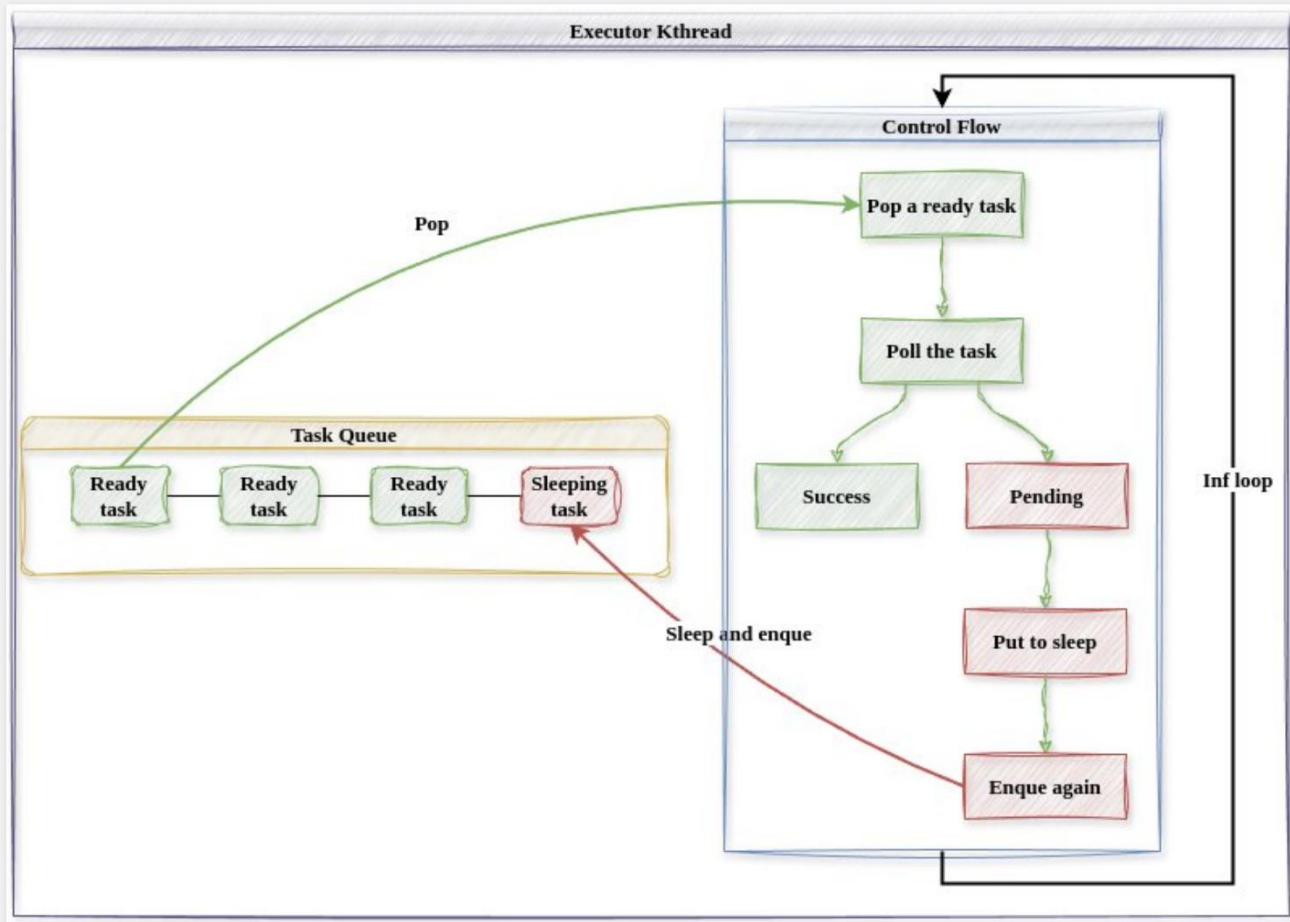 Executor Kthread
Control Flow
Pop a ready task
Pop
Poll the task
Task Queue
Ready
task
Ready
task
Ready
task
Sleeping
task
Success
Pending
Inf loop
Sleep and enque
Put to sleep
Enque again